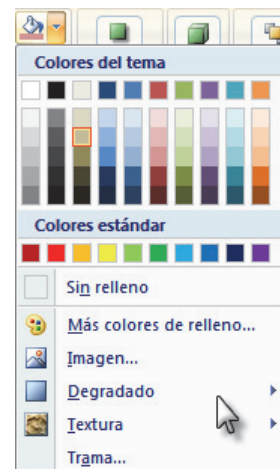 Colores del tema
Colores estándar
Sin relleno
Más colores de relleno...
Imagen...
Degradado
Textura
Trama...